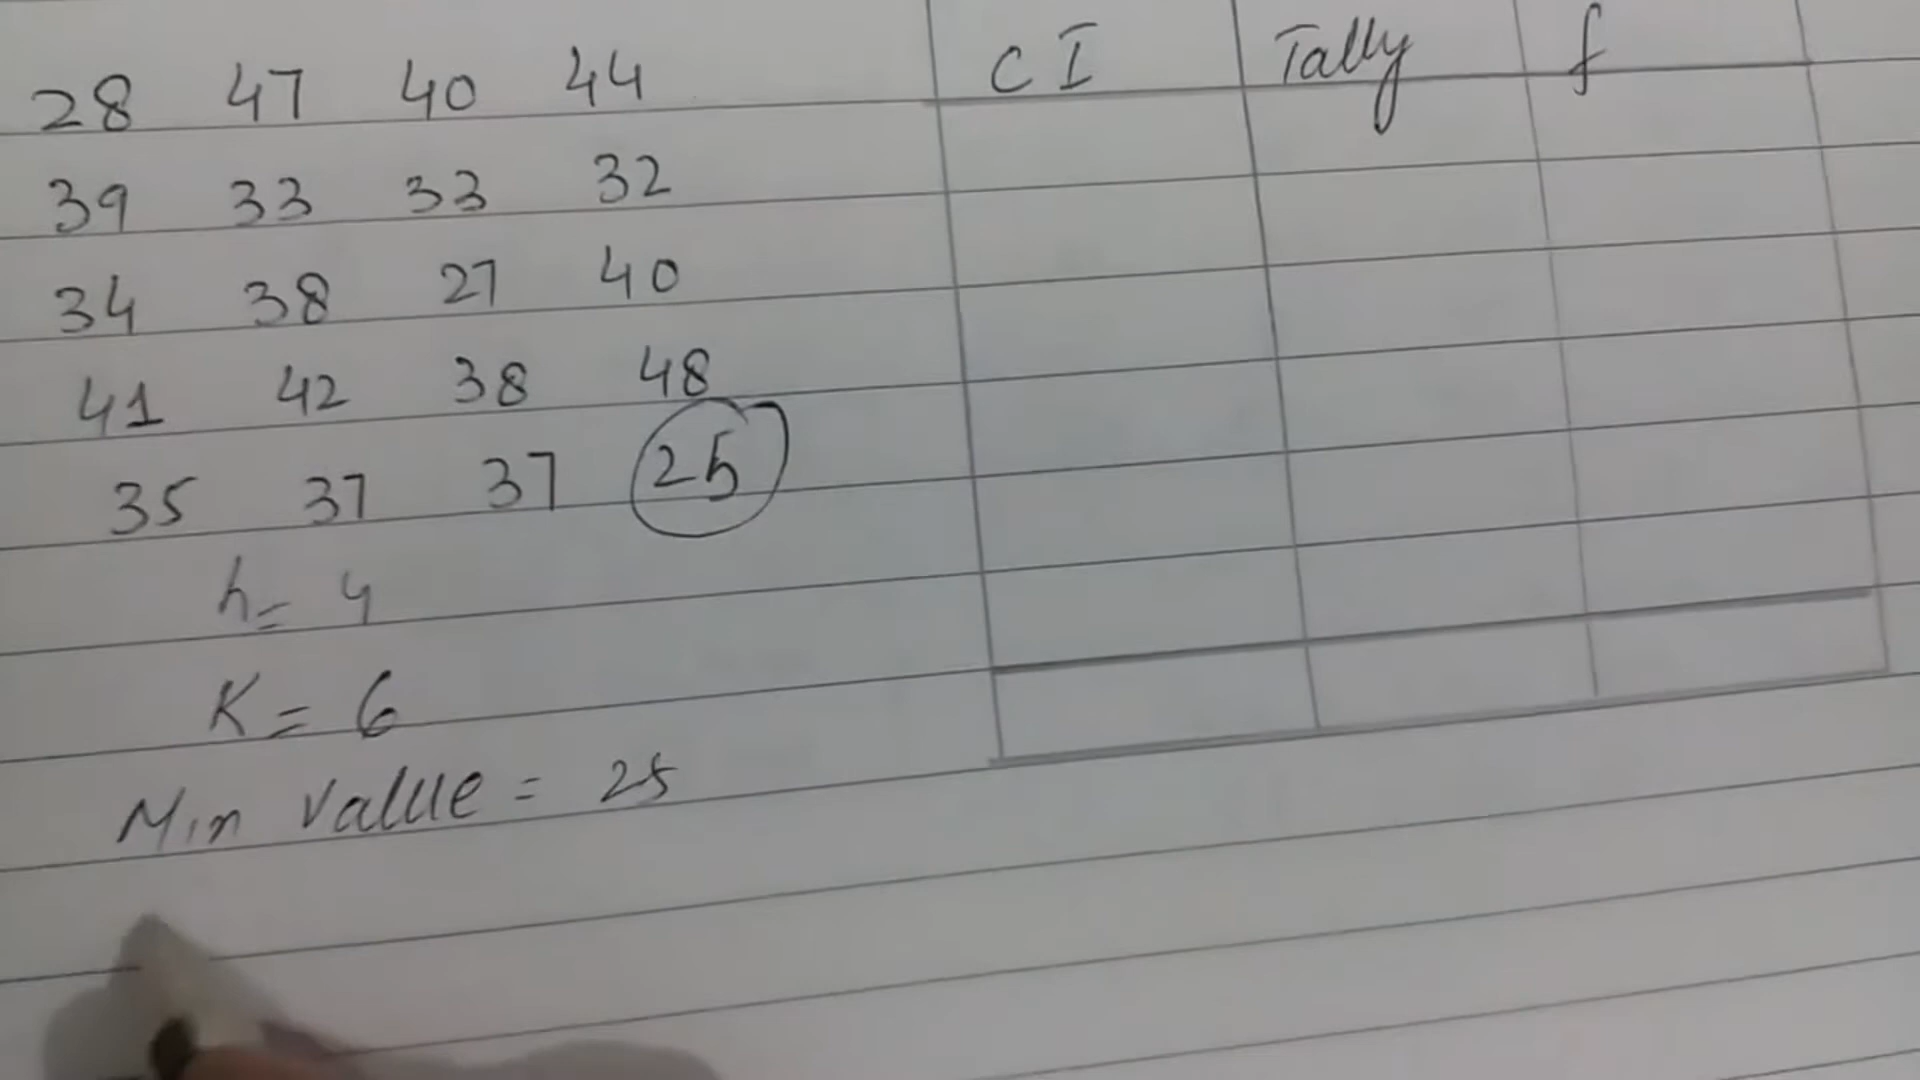 28 47 40 44
39 33 33 32
34 38 27 40
41 42 38 48
35 37 37 25
h = 4
K = 6
Min Value = 25
CI Tally f